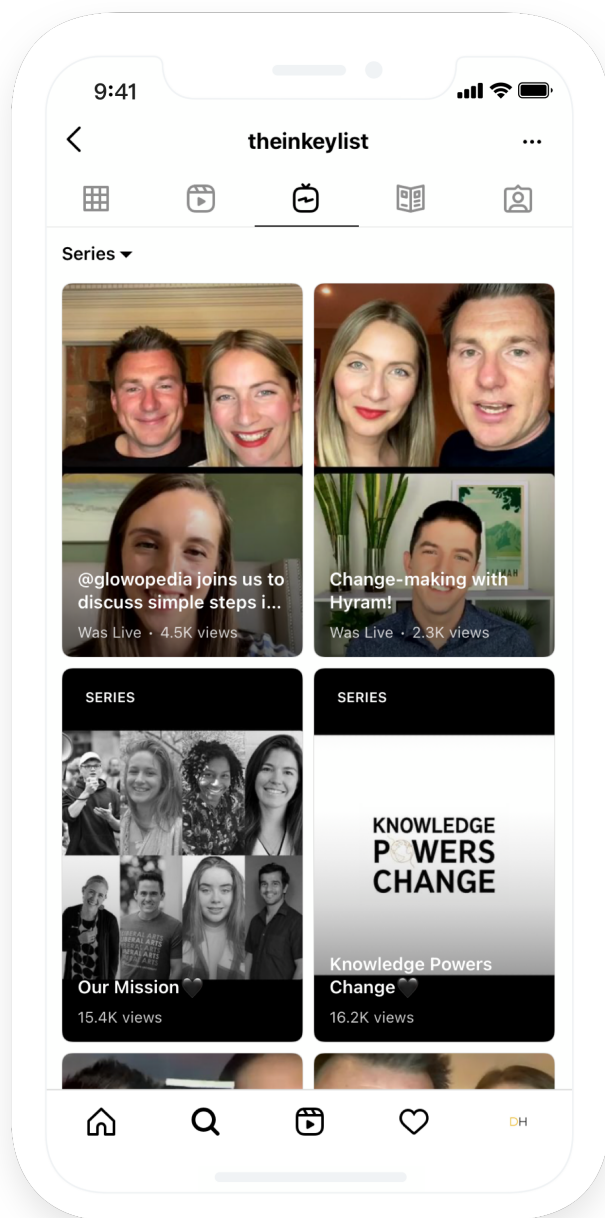 9:41
theinkeylist
...
Series
@glowopedia joins us to
discuss simple steps i...
Was Live · 4.5K views
Change-making with
Hyram!
Was Live · 2.3K views
SERIES
LIBERAL ARTS
Our Mission🖤
15.4K views
SERIES
KNOWLEDGE
POWERS
CHANGE
Knowledge Powers
Change🖤
16.2K views
DH